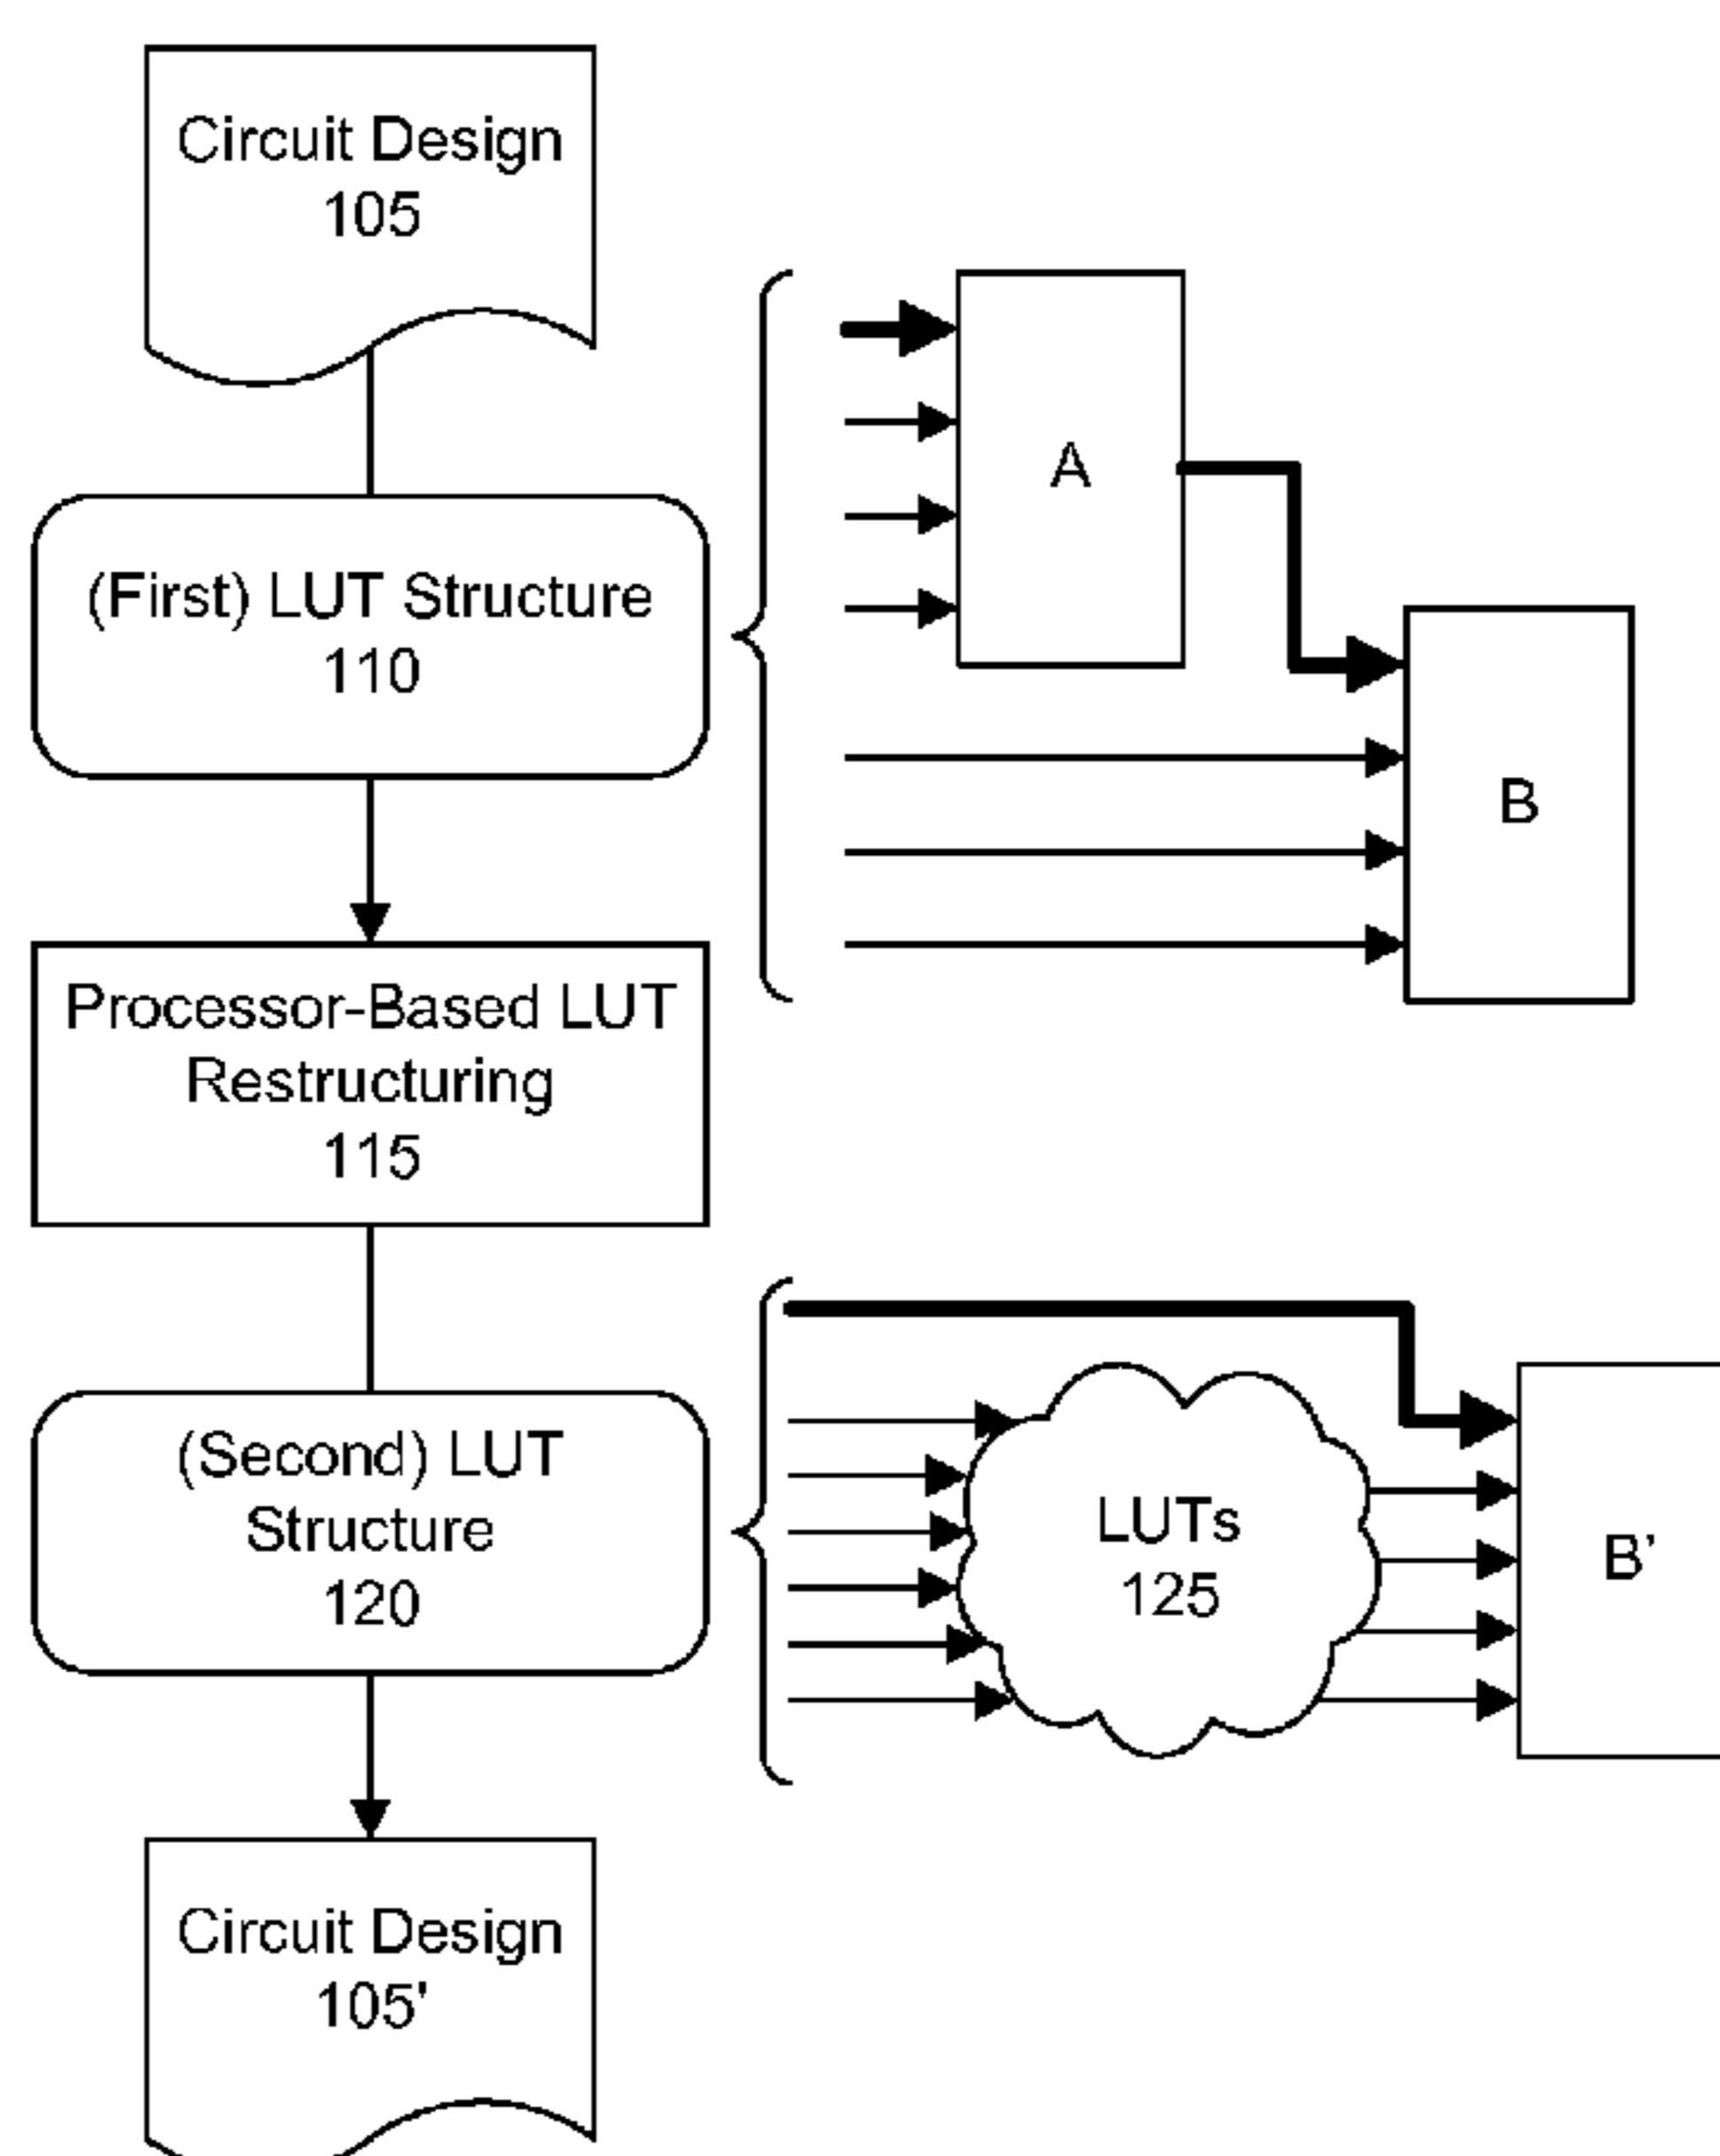 Circuit Design
105
(First) LUT Structure
110
A
B
Processor-Based LUT
Restructuring
115
(Second) LUT
Structure
120
LUTs
125
B'
Circuit Design
105'